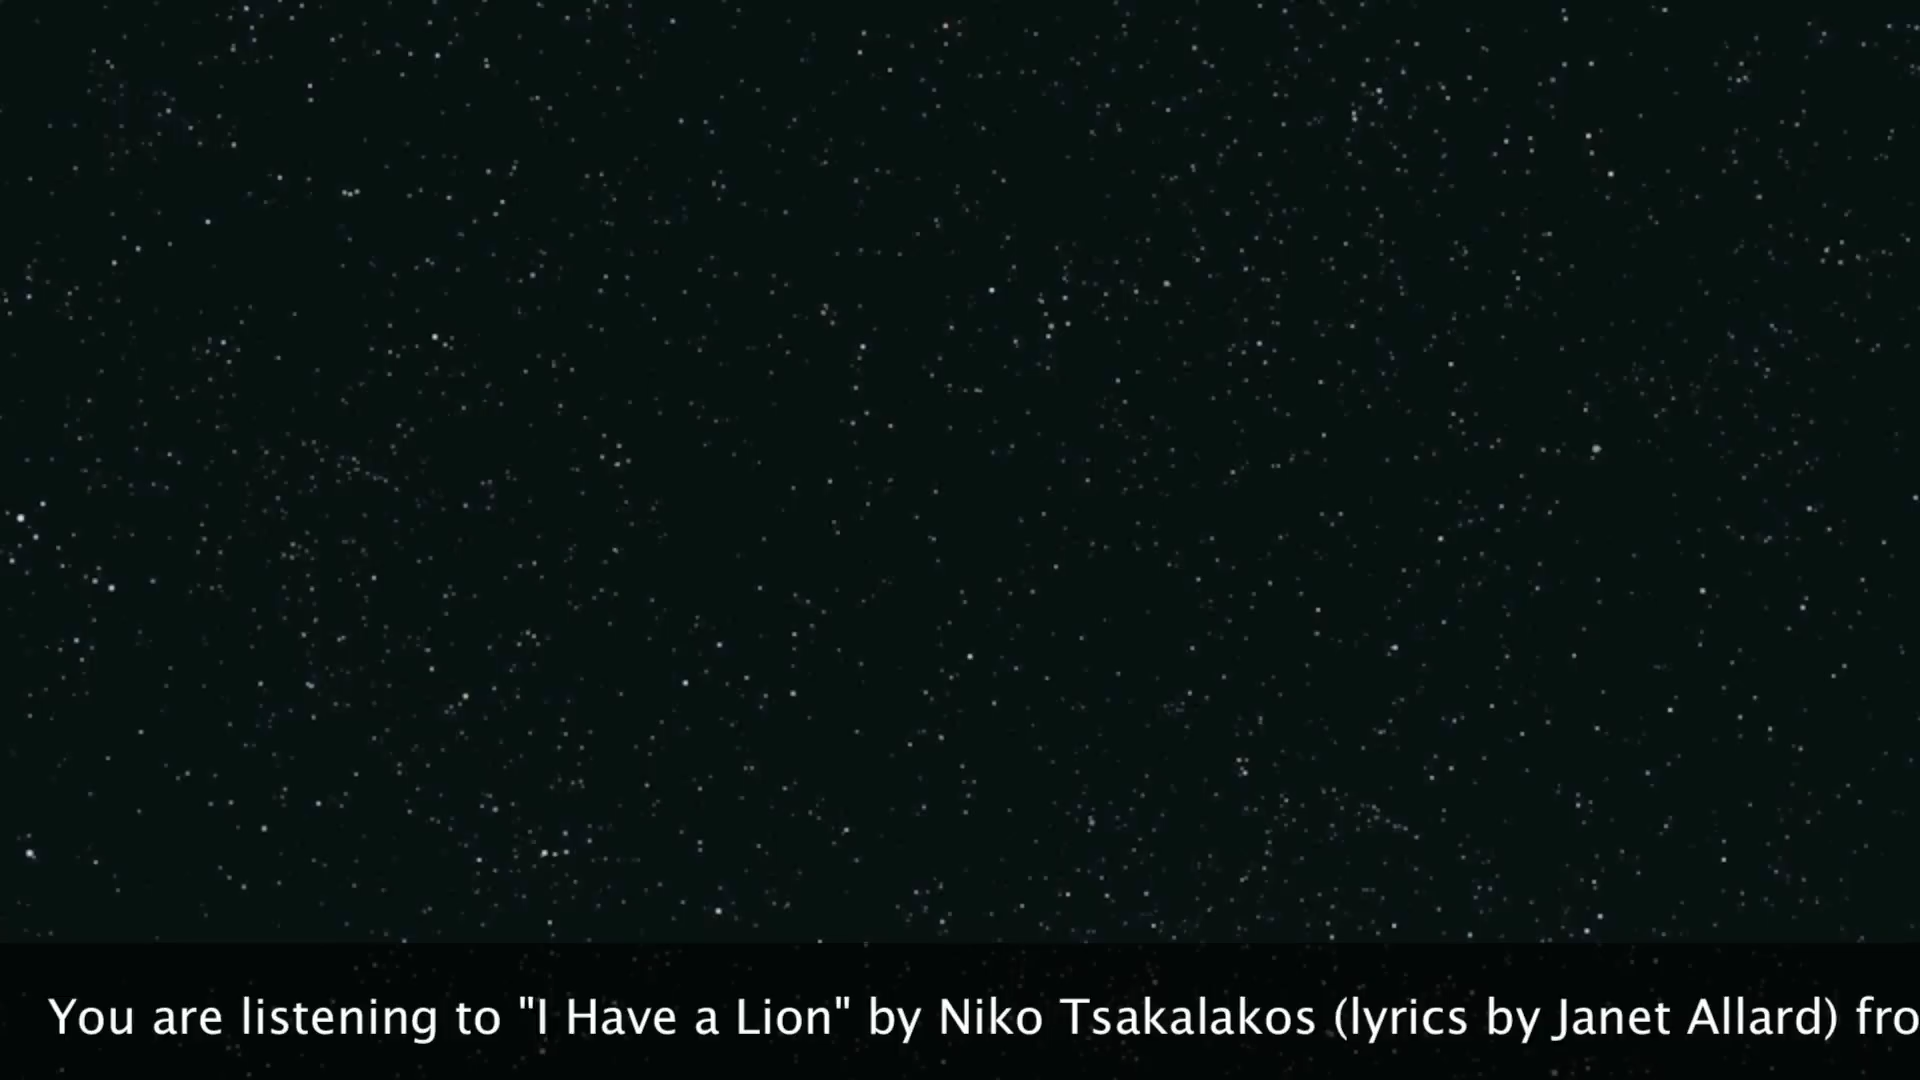 You are listening to "I Have a Lion" by Niko Tsakalakos (lyrics by Janet Allard) fro